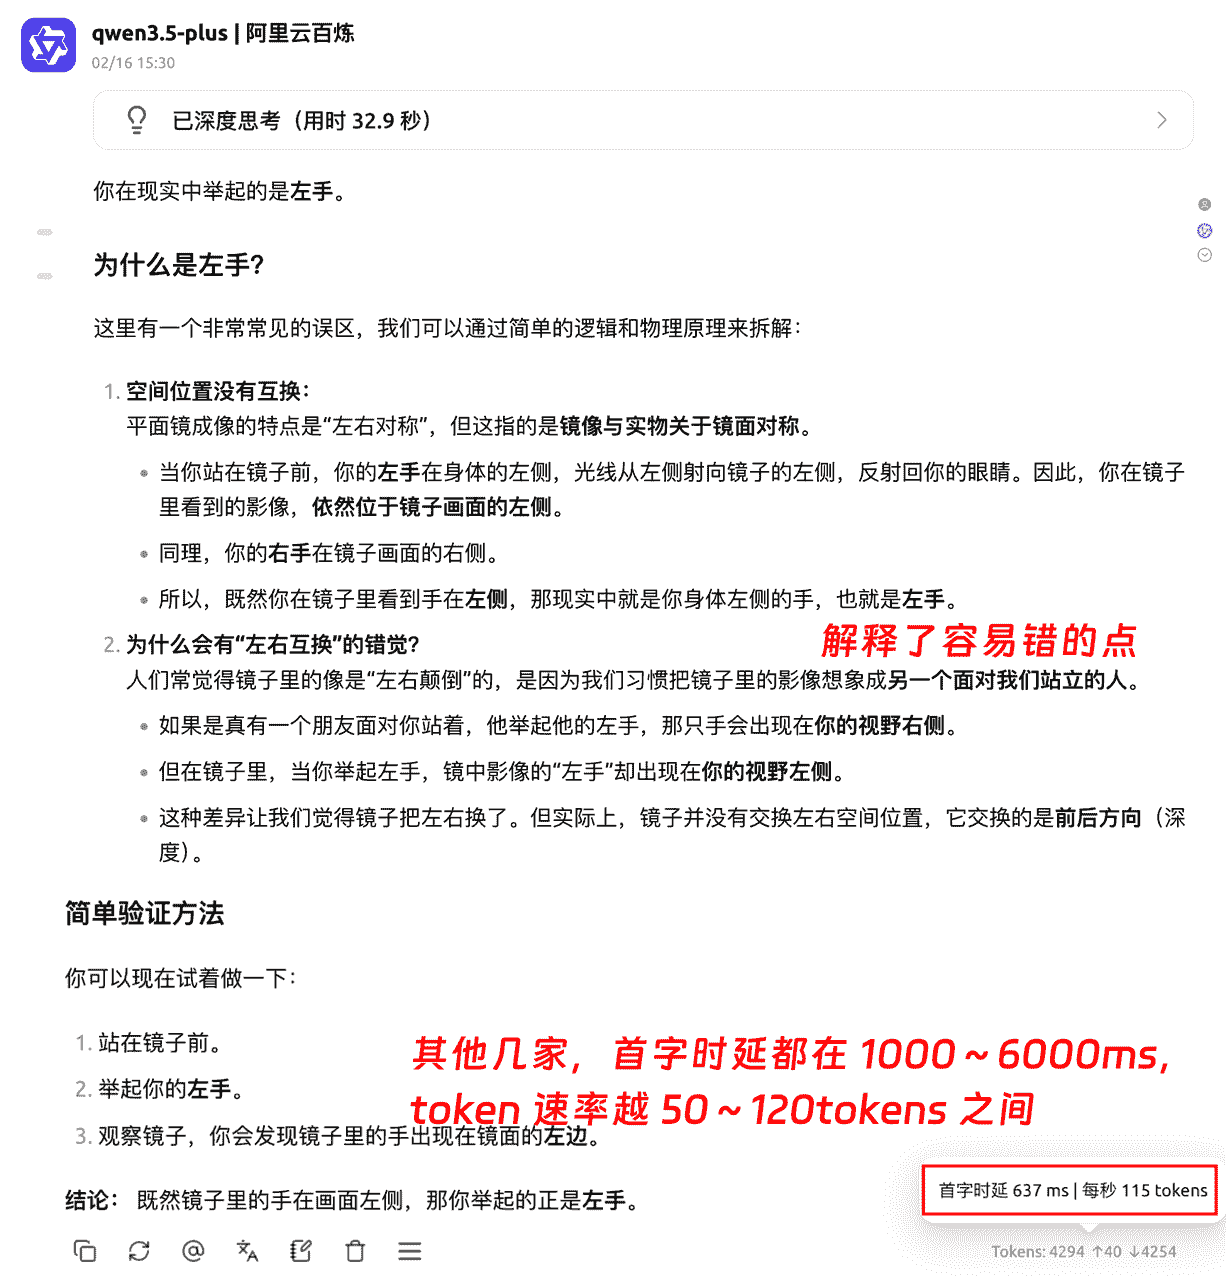 qwen3.5-plus | 阿里云百炼
02/16 15:30
已深度思考（用时 32.9 秒）
你在现实中举起的是左手。
为什么是左手？
这里有一个非常常见的误区，我们可以通过简单的逻辑和物理原理来拆解：
1. 空间位置没有互换：
平面镜成像的特点是“左右对称”，但这指的是镜像与实物关于镜面对称。
• 当你站在镜子前，你的左手在身体的左侧，光线从左侧射向镜子的左侧，反射回你的眼睛。因此，你在镜子
里看到的影像，依然位于镜子画面的左侧。
• 同理，你的右手在镜子画面的右侧。
• 所以，既然你在镜子里看到手在左侧，那现实中就是你身体左侧的手，也就是左手。
解释了容易错的点
2. 为什么会有“左右互换”的错觉？
人们常觉得镜子里的像是“左右颠倒”的，是因为我们习惯把镜子里的影像想象成另一个面对我们站立的人。
• 如果是真有一个朋友面对你站着，他举起他的左手，那只手会出现在你的视野右侧。
• 但在镜子里，当你举起左手，镜中影像的“左手”却出现在你的视野左侧。
• 这种差异让我们觉得镜子把左右换了。但实际上，镜子并没有交换左右空间位置，它交换的是前后方向（深
度）。
简单验证方法
你可以现在试着做一下：
1. 站在镜子前。
2. 举起你的左手。
3. 观察镜子，你会发现镜子里的手出现在镜面的左边。
其他几家，首字时延都在 1000～6000ms，
token 速率越 50～120tokens 之间
结论： 既然镜子里的手在画面左侧，那你举起的正是左手。
首字时延 637 ms | 每秒 115 tokens
Tokens: 4294 ↑40 ↓4254